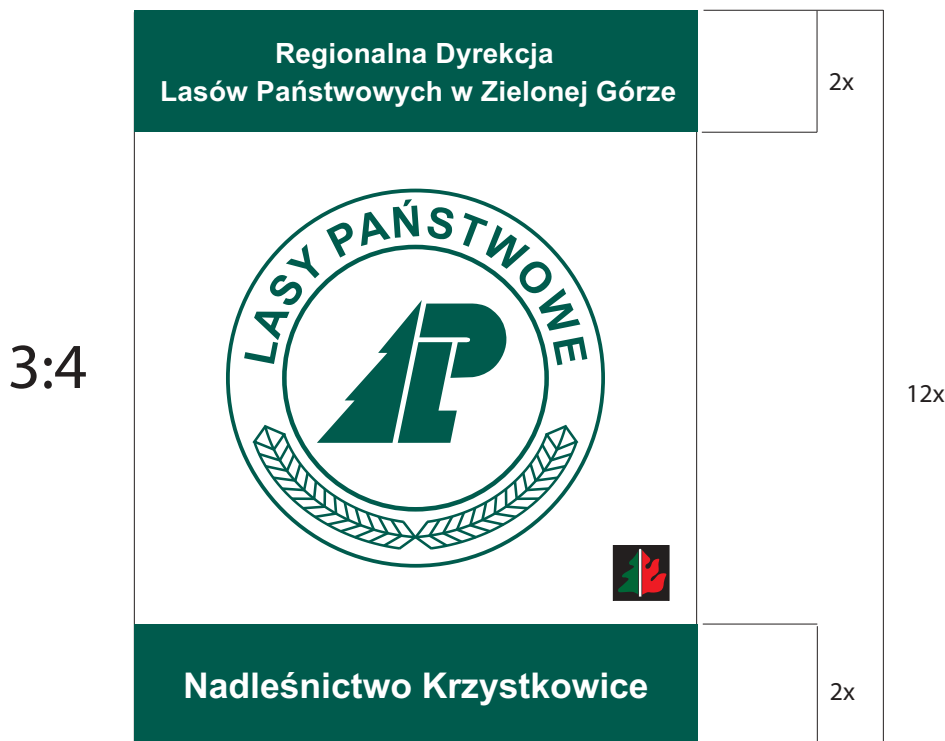 Regionalna Dyrekcja
Lasów Państwowych w Zielonej Górze
2x
LASY PAŃSTWOWE
3:4
12x
Nadleśnictwo Krzystkowice
2x